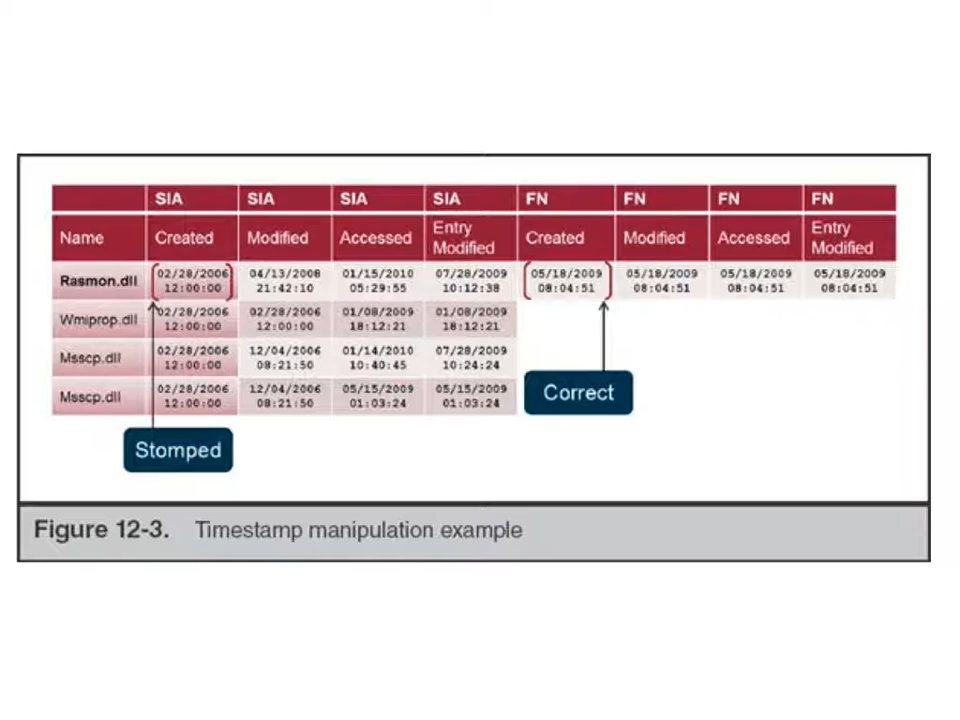 SIA SIA SIA SIA FN FN FN FN
Name Created Modified Accessed Entry Modified Created Modified Accessed Entry Modified
Rasmon.dll 02/28/2006 04/13/2008 01/15/2010 07/28/2009 05/18/2009 05/18/2009 05/18/2009 05/18/2009
12:00:00 21:42:10 05:29:55 10:12:38 08:04:51 08:04:51 08:04:51 08:04:51
Wmiprop.dll 02/28/2006 02/28/2006 01/08/2009 01/08/2009
12:00:00 12:00:00 18:12:21 18:12:21
Msscp.dll 02/28/2006 12/04/2006 01/14/2010 07/28/2009
12:00:00 08:21:50 10:40:45 10:24:24
Msscp.dll 02/28/2006 12/04/2006 05/15/2009 05/15/2009
12:00:00 08:21:50 01:03:24 01:03:24
Correct
Stomped
Figure 12-3. Timestamp manipulation example